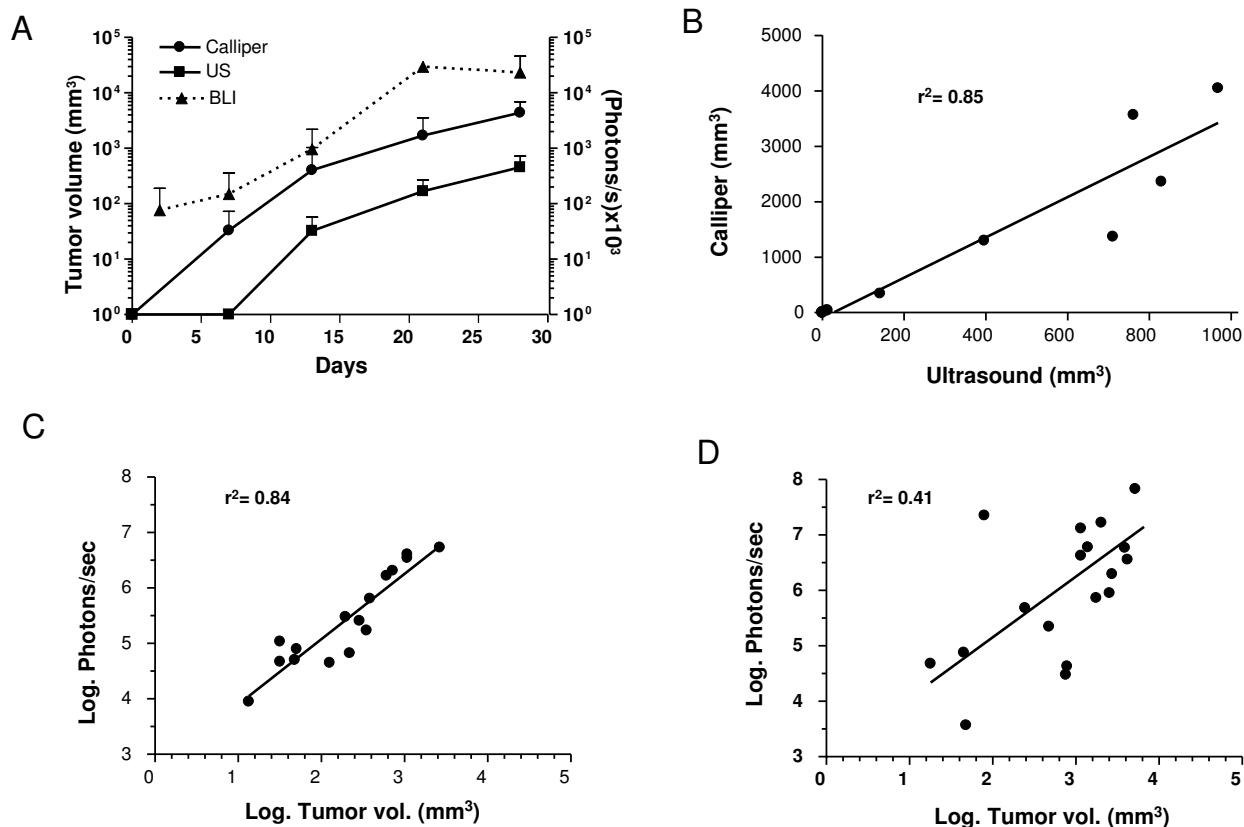 A
Calliper
US
BLI
10⁵
10⁴
10³
10²
10¹
10⁰
Tumor volume (mm³)
10⁵
10⁴
10³
10²
10¹
10⁰
(Photons/s)x10³
0 5 10 15 20 25 30
Days
B
r²= 0.85
5000
4000
3000
2000
1000
0
Calliper (mm³)
0 200 400 600 800 1000
Ultrasound (mm³)
C
r²= 0.84
8
7
6
5
4
3
Log. Photons/sec
0 1 2 3 4 5
Log. Tumor vol. (mm³)
D
r²= 0.41
8
7
6
5
4
3
Log. Photons/sec
0 1 2 3 4 5
Log. Tumor vol. (mm³)